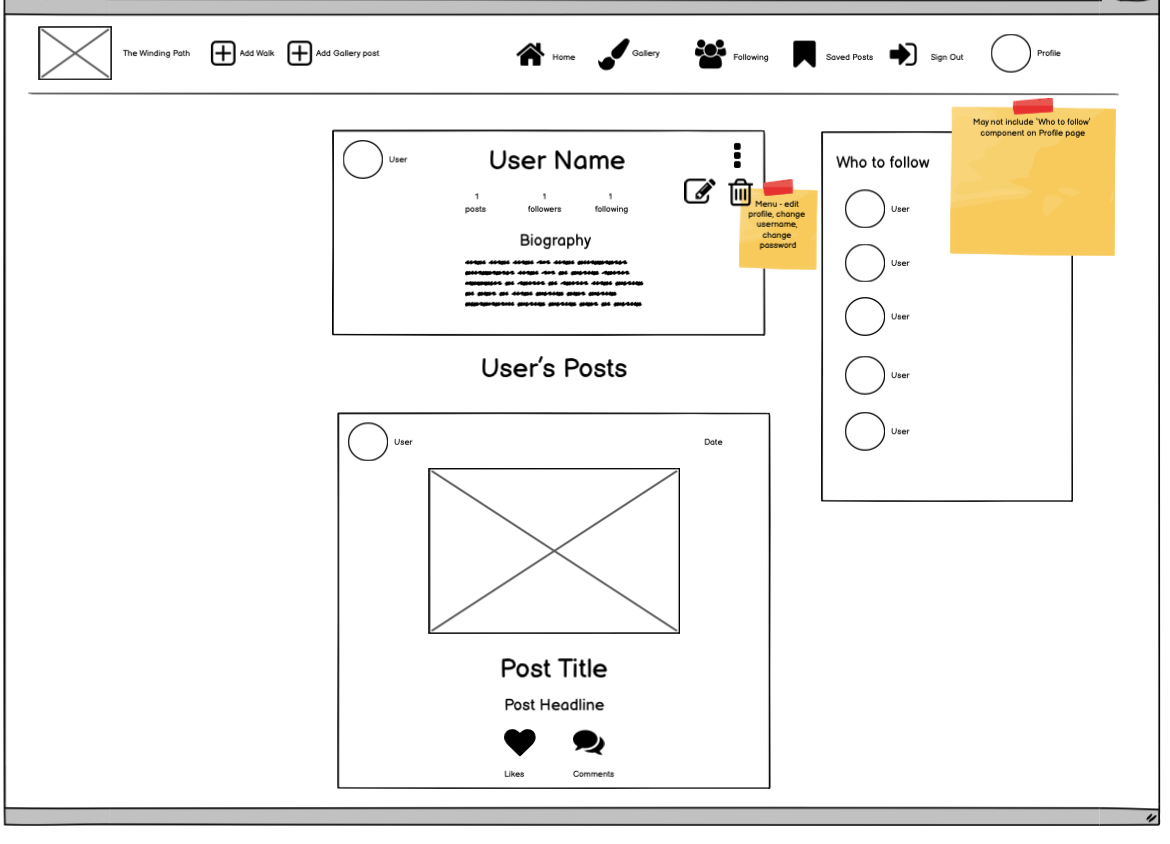 The Winding Path
Add Walk
Add Gallery post
Home
Gallery
Following
Saved Posts
Sign Out
Profile
May not include 'Who to follow'
component on Profile page
User
User Name
1
posts
1
followers
1
following
Menu - edit
profile, change
username,
change
password
Biography
Who to follow
User
User
User
User
User
User's Posts
User
Date
Post Title
Post Headline
Likes
Comments